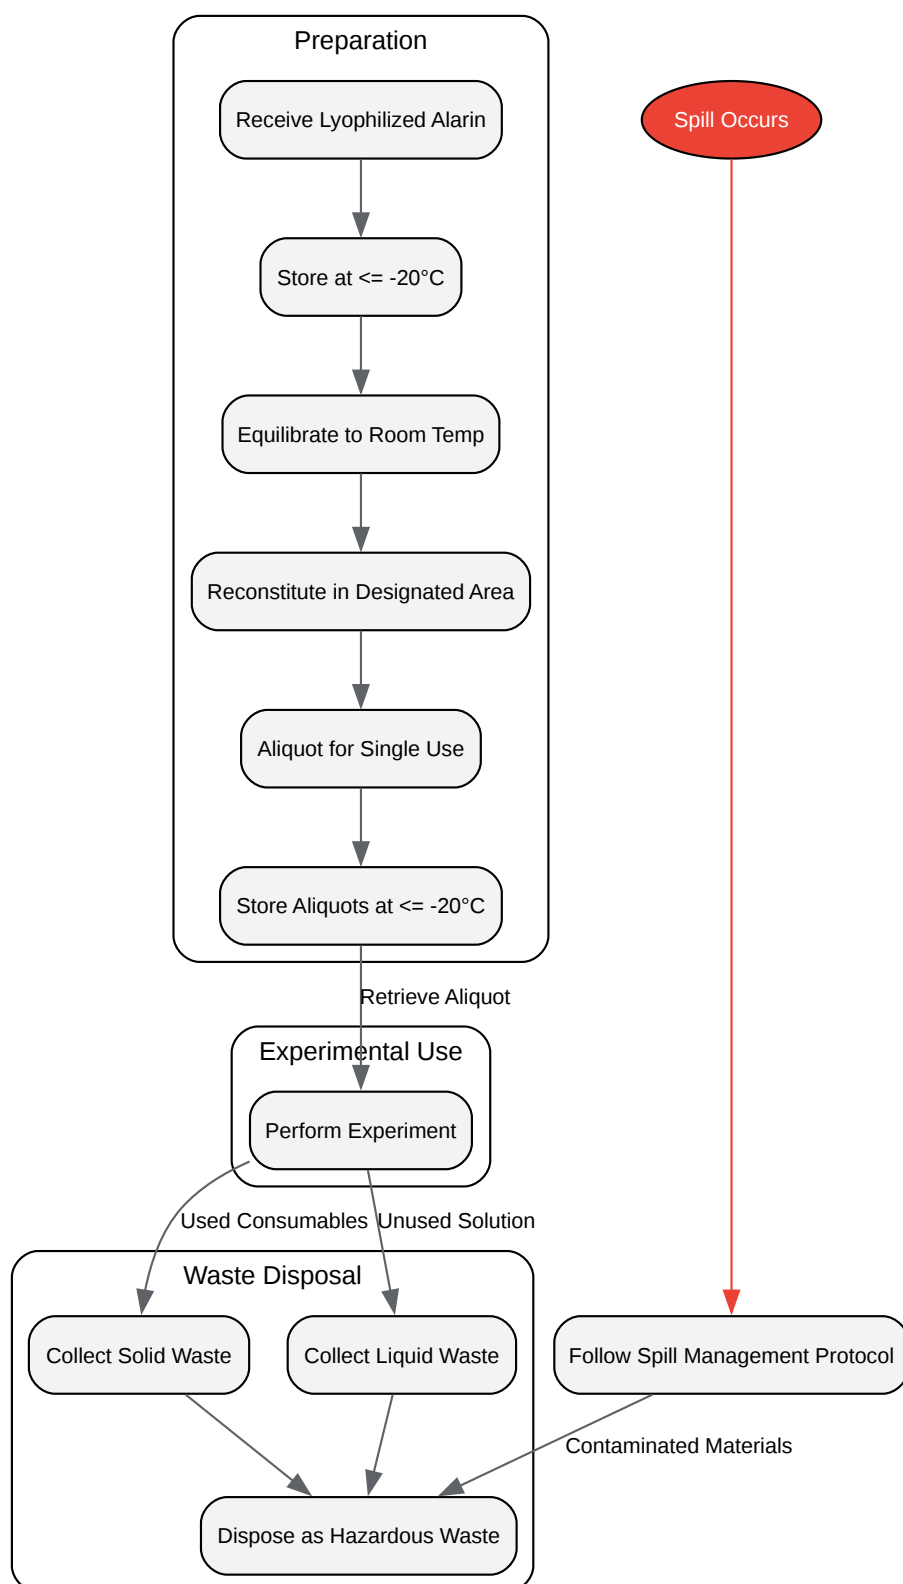 Preparation
Receive Lyophilized Alarin
Spill Occurs
Store at <= -20°C
Equilibrate to Room Temp
Reconstitute in Designated Area
Aliquot for Single Use
Store Aliquots at <= -20°C
Retrieve Aliquot
Experimental Use
Perform Experiment
Used Consumables
Unused Solution
Waste Disposal
Collect Solid Waste
Collect Liquid Waste
Follow Spill Management Protocol
Contaminated Materials
Dispose as Hazardous Waste